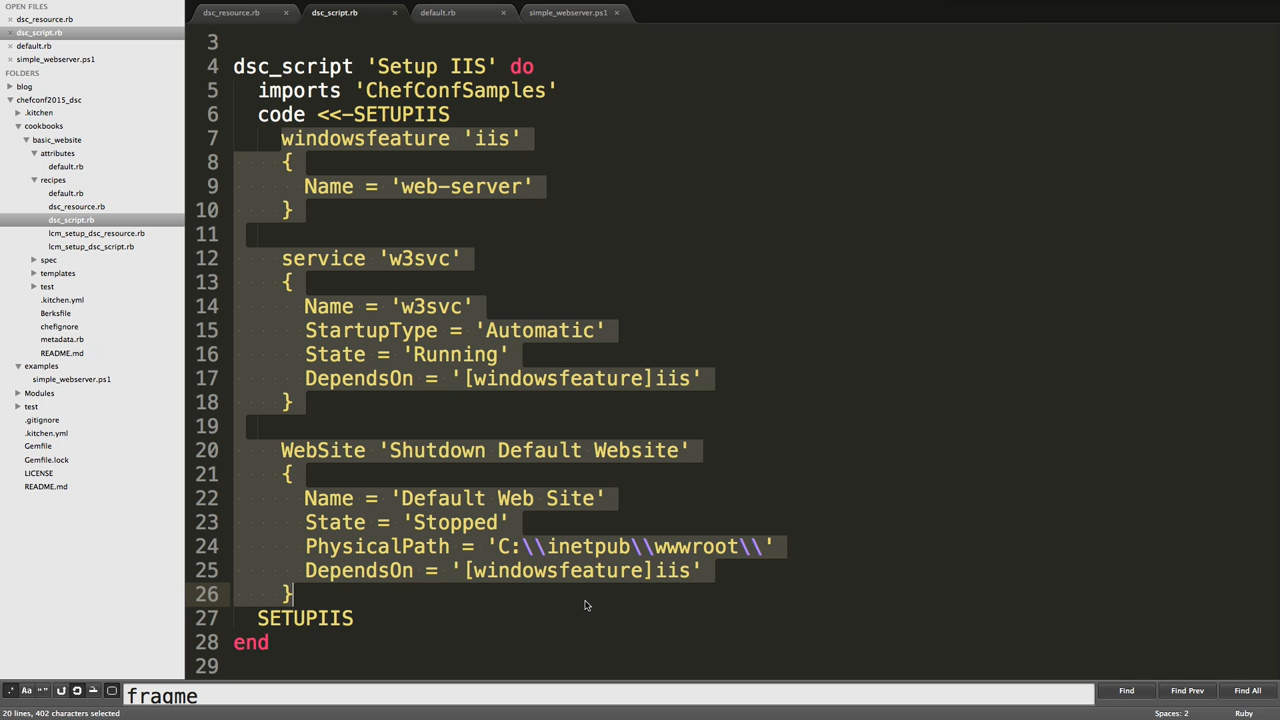 OPEN FILES
dsc_resource.rb
dsc_script.rb
default.rb
simple_webserver.ps1
FOLDERS
blog
chefconf2015_dsc
.kitchen
cookbooks
basic_website
attributes
default.rb
recipes
default.rb
dsc_resource.rb
dsc_script.rb
lcm_setup_dsc_resource.rb
lcm_setup_dsc_script.rb
spec
templates
test
.kitchen.yml
Berksfile
chefignore
metadata.rb
README.md
examples
simple_webserver.ps1
Modules
test
.gitignore
.kitchen.yml
Gemfile
Gemfile.lock
LICENSE
README.md
dsc_resource.rb dsc_script.rb default.rb simple_webserver.ps1
3
4 dsc_script 'Setup IIS' do
5 imports 'ChefConfSamples'
6 code <<-SETUPIIS
7 windowsfeature 'iis'
8 {
9 Name = 'web-server'
10 }
11
12 service 'w3svc'
13 {
14 Name = 'w3svc'
15 StartupType = 'Automatic'
16 State = 'Running'
17 DependsOn = '[windowsfeature]iis'
18 }
19
20 WebSite 'Shutdown Default Website'
21 {
22 Name = 'Default Web Site'
23 State = 'Stopped'
24 PhysicalPath = 'C:\\inetpub\\wwwroot\\'
25 DependsOn = '[windowsfeature]iis'
26 }
27 SETUPIIS
28 end
29
.* Aa "" fragme Find Find Prev Find All
20 lines, 402 characters selected Spaces: 2 Ruby